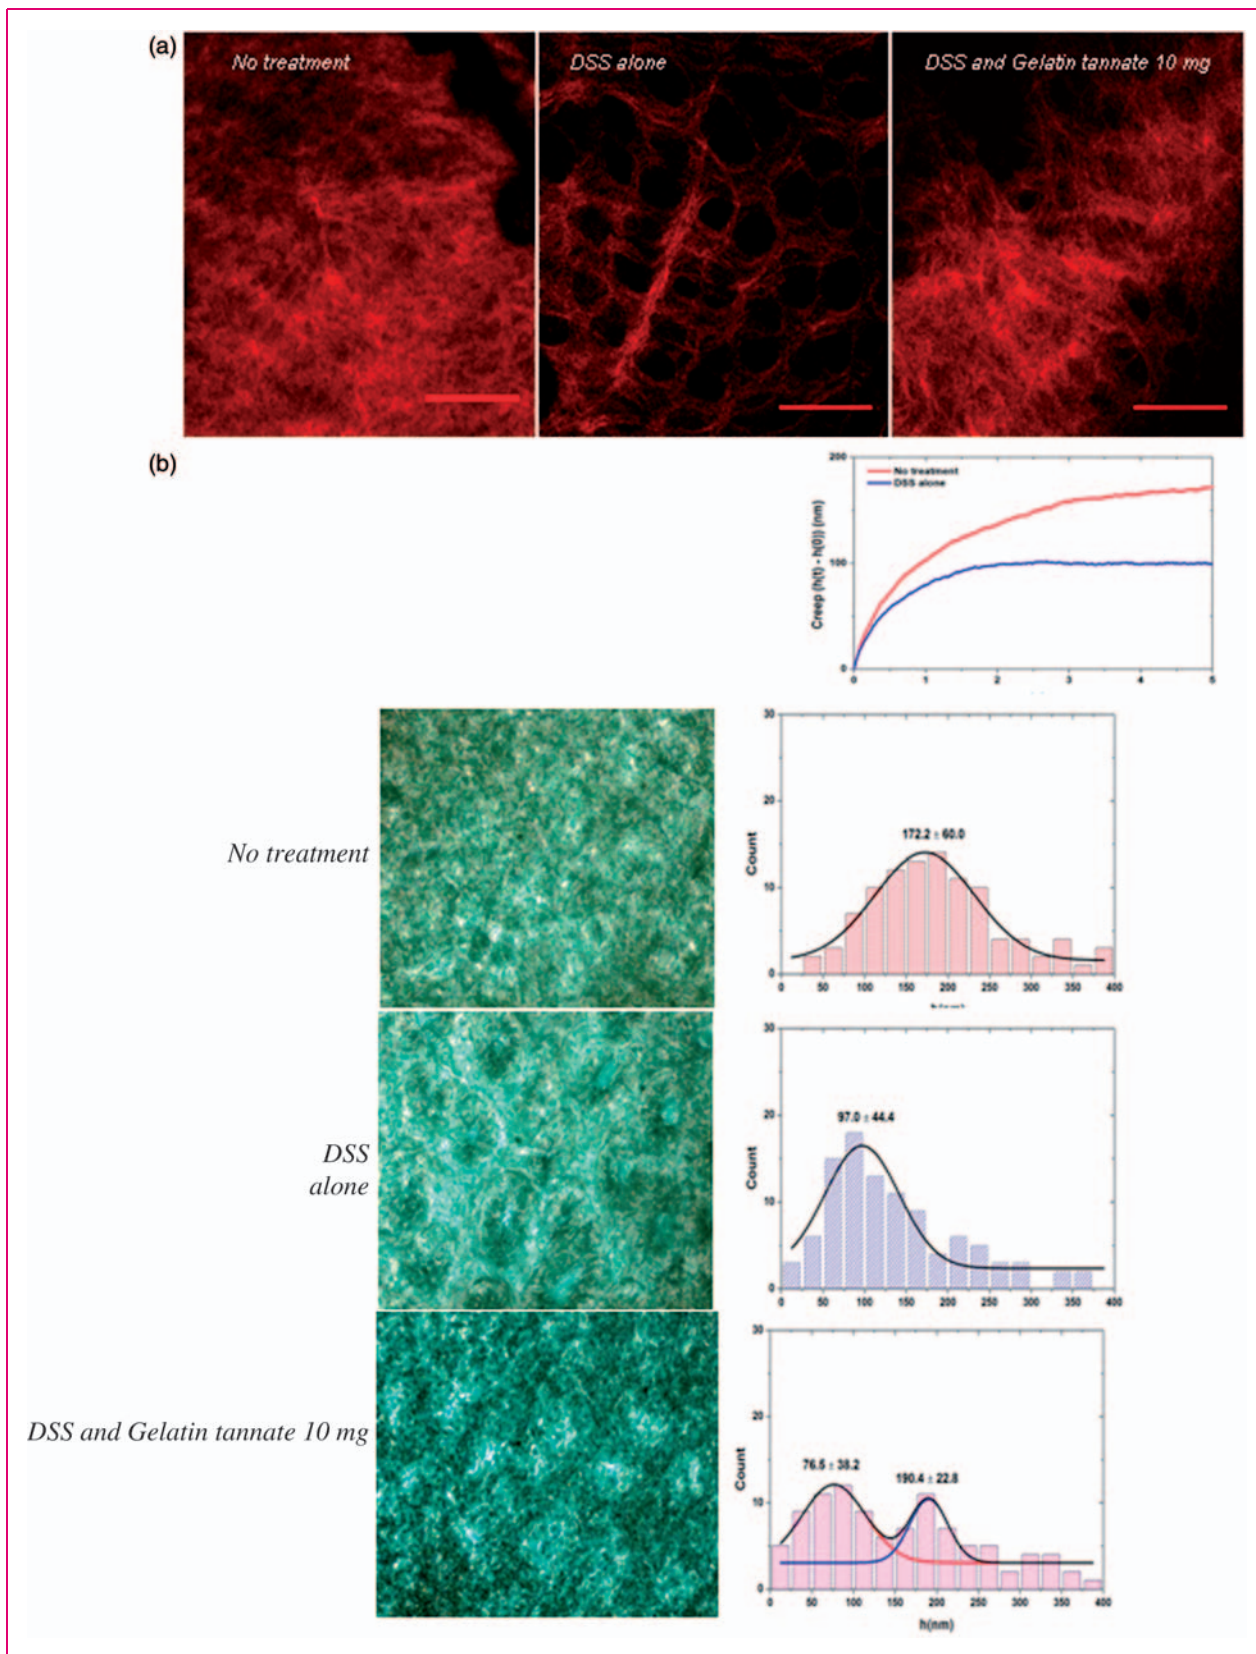 (a)
No treatment
DSS alone
DSS and Gelatin tannate 10 mg
(b)
200
100
0
Creep (h(t) - h(0)) (nm)
No treatment
DSS alone
0 1 2 3 4 5
No treatment
30
20
10
0
Count
172.2 ± 60.0
0 50 100 150 200 250 300 350 400
h(nm)
DSS
alone
30
20
10
0
Count
97.0 ± 44.4
0 50 100 150 200 250 300 350 400
DSS and Gelatin tannate 10 mg
30
20
10
0
Count
76.5 ± 38.2
190.4 ± 22.8
0 50 100 150 200 250 300 350 400
h(nm)